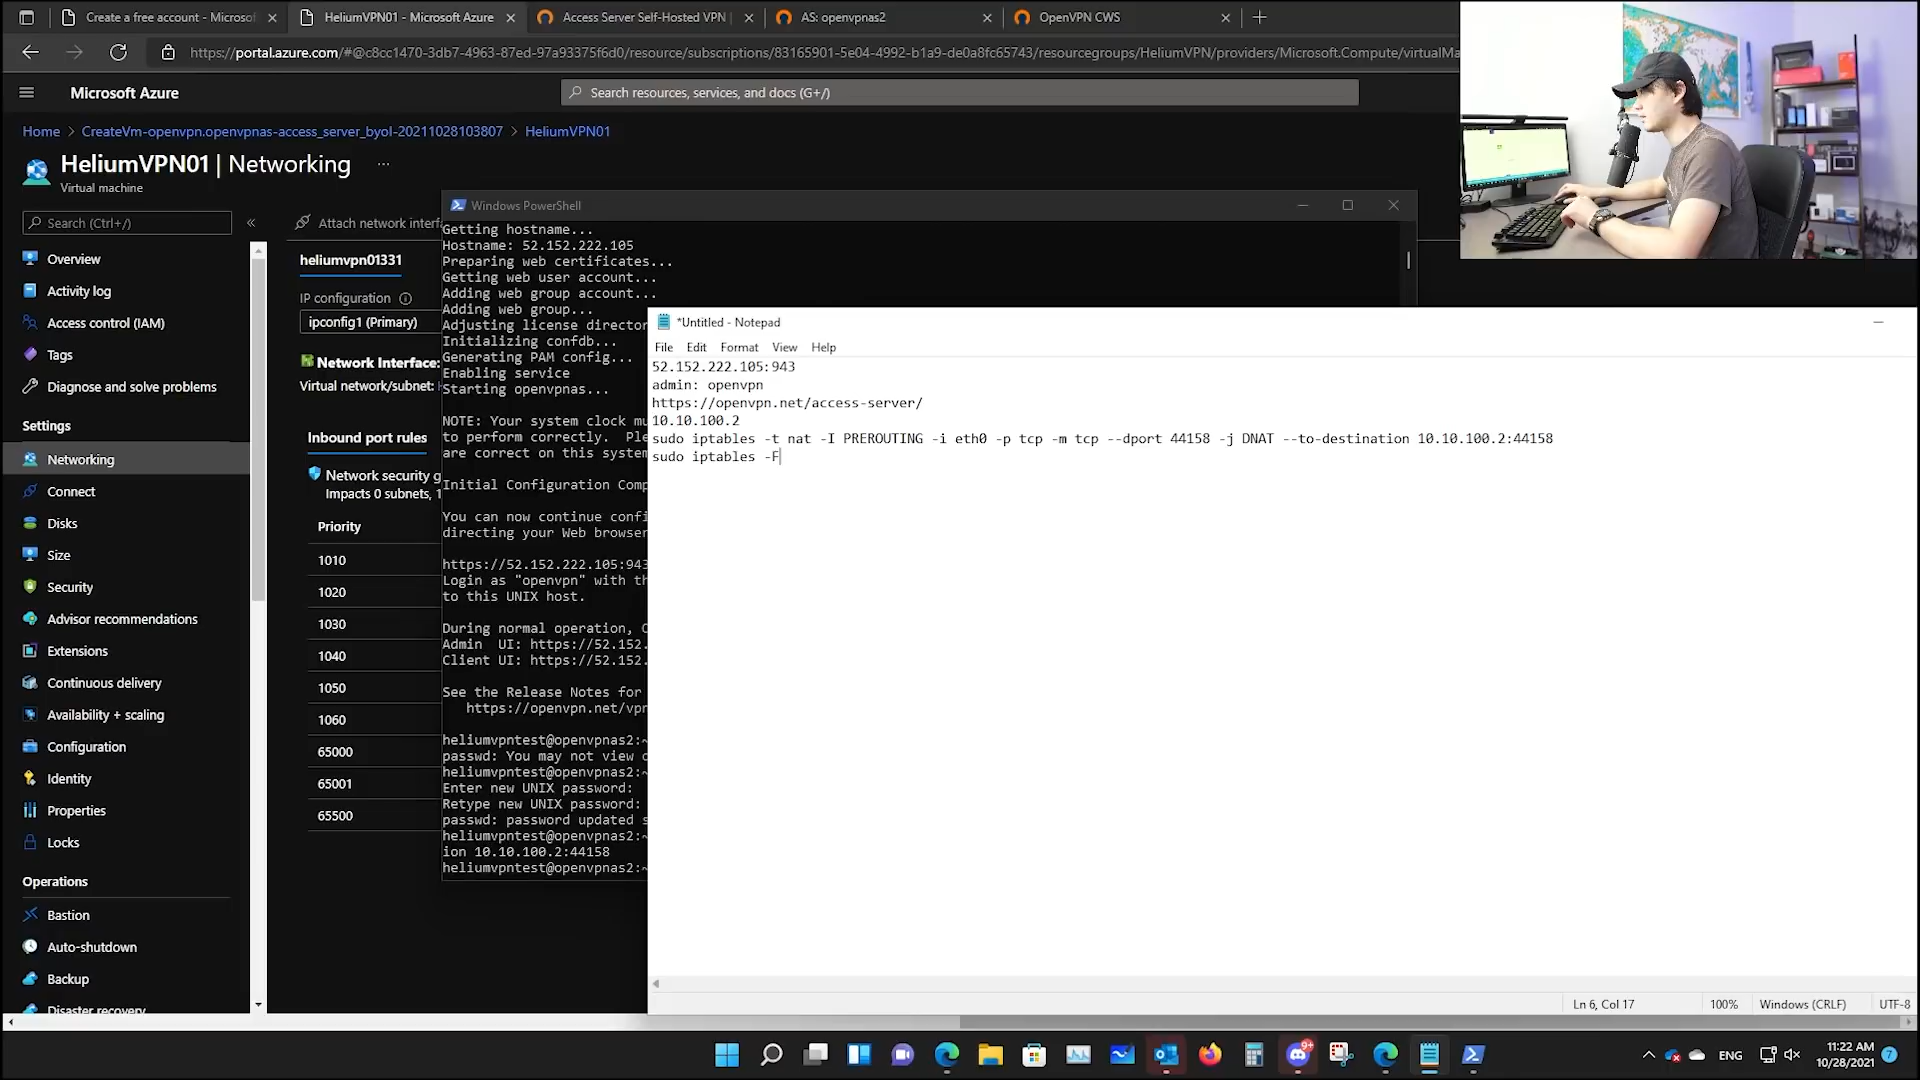 Create a free account - Microsof
HeliumVPN01 - Microsoft Azure
Access Server Self-Hosted VPN |
AS: openvpnas2
OpenVPN CWS
https://portal.azure.com/#@c8cc1470-3db7-4963-87ed-97a93375f6d0/resource/subscriptions/83165901-5e04-4992-b1a9-de0a8fc65743/resourcegroups/HeliumVPN/providers/Microsoft.Compute/virtualMa
Microsoft Azure
Search resources, services, and docs (G+/)
Home > CreateVm-openvpn.openvpnas-access_server_byol-20211028103807 > HeliumVPN01
HeliumVPN01 | Networking ...
Virtual machine
Search (Ctrl+/)
«
Attach network interf
Overview
Activity log
Access control (IAM)
Tags
Diagnose and solve problems
Settings
Networking
Connect
Disks
Size
Security
Advisor recommendations
Extensions
Continuous delivery
Availability + scaling
Configuration
Identity
Properties
Locks
Operations
Bastion
Auto-shutdown
Backup
Disaster recovery
heliumvpn01331
IP configuration
ipconfig1 (Primary)
Network Interface:
Virtual network/subnet:
Inbound port rules
Network security g
Impacts 0 subnets, 1
Priority
1010
1020
1030
1040
1050
1060
65000
65001
65500
Windows PowerShell
Getting hostname...
Hostname: 52.152.222.105
Preparing web certificates...
Getting web user account...
Adding web group account...
Adding web group...
Adjusting license director
Initializing confdb...
Generating PAM config...
Enabling service
Starting openvpnas...
NOTE: Your system clock mu
to perform correctly.  Ple
are correct on this system
Initial Configuration Comp
You can now continue confi
directing your Web browser
https://52.152.222.105:943
Login as "openvpn" with th
to this UNIX host.
During normal operation, O
Admin  UI: https://52.152.
Client UI: https://52.152.
See the Release Notes for
https://openvpn.net/vpn
heliumvpntest@openvpnas2:~
passwd: You may not view o
heliumvpntest@openvpnas2:~
Enter new UNIX password:
Retype new UNIX password:
passwd: password updated s
heliumvpntest@openvpnas2:~
ion 10.10.100.2:44158
heliumvpntest@openvpnas2:~
*Untitled - Notepad
File Edit Format View Help
52.152.222.105:943
admin: openvpn
https://openvpn.net/access-server/
10.10.100.2
sudo iptables -t nat -I PREROUTING -i eth0 -p tcp -m tcp --dport 44158 -j DNAT --to-destination 10.10.100.2:44158
sudo iptables -F
Ln 6, Col 17
100%
Windows (CRLF)
UTF-8
9+
ENG
11:22 AM
10/28/2021
7